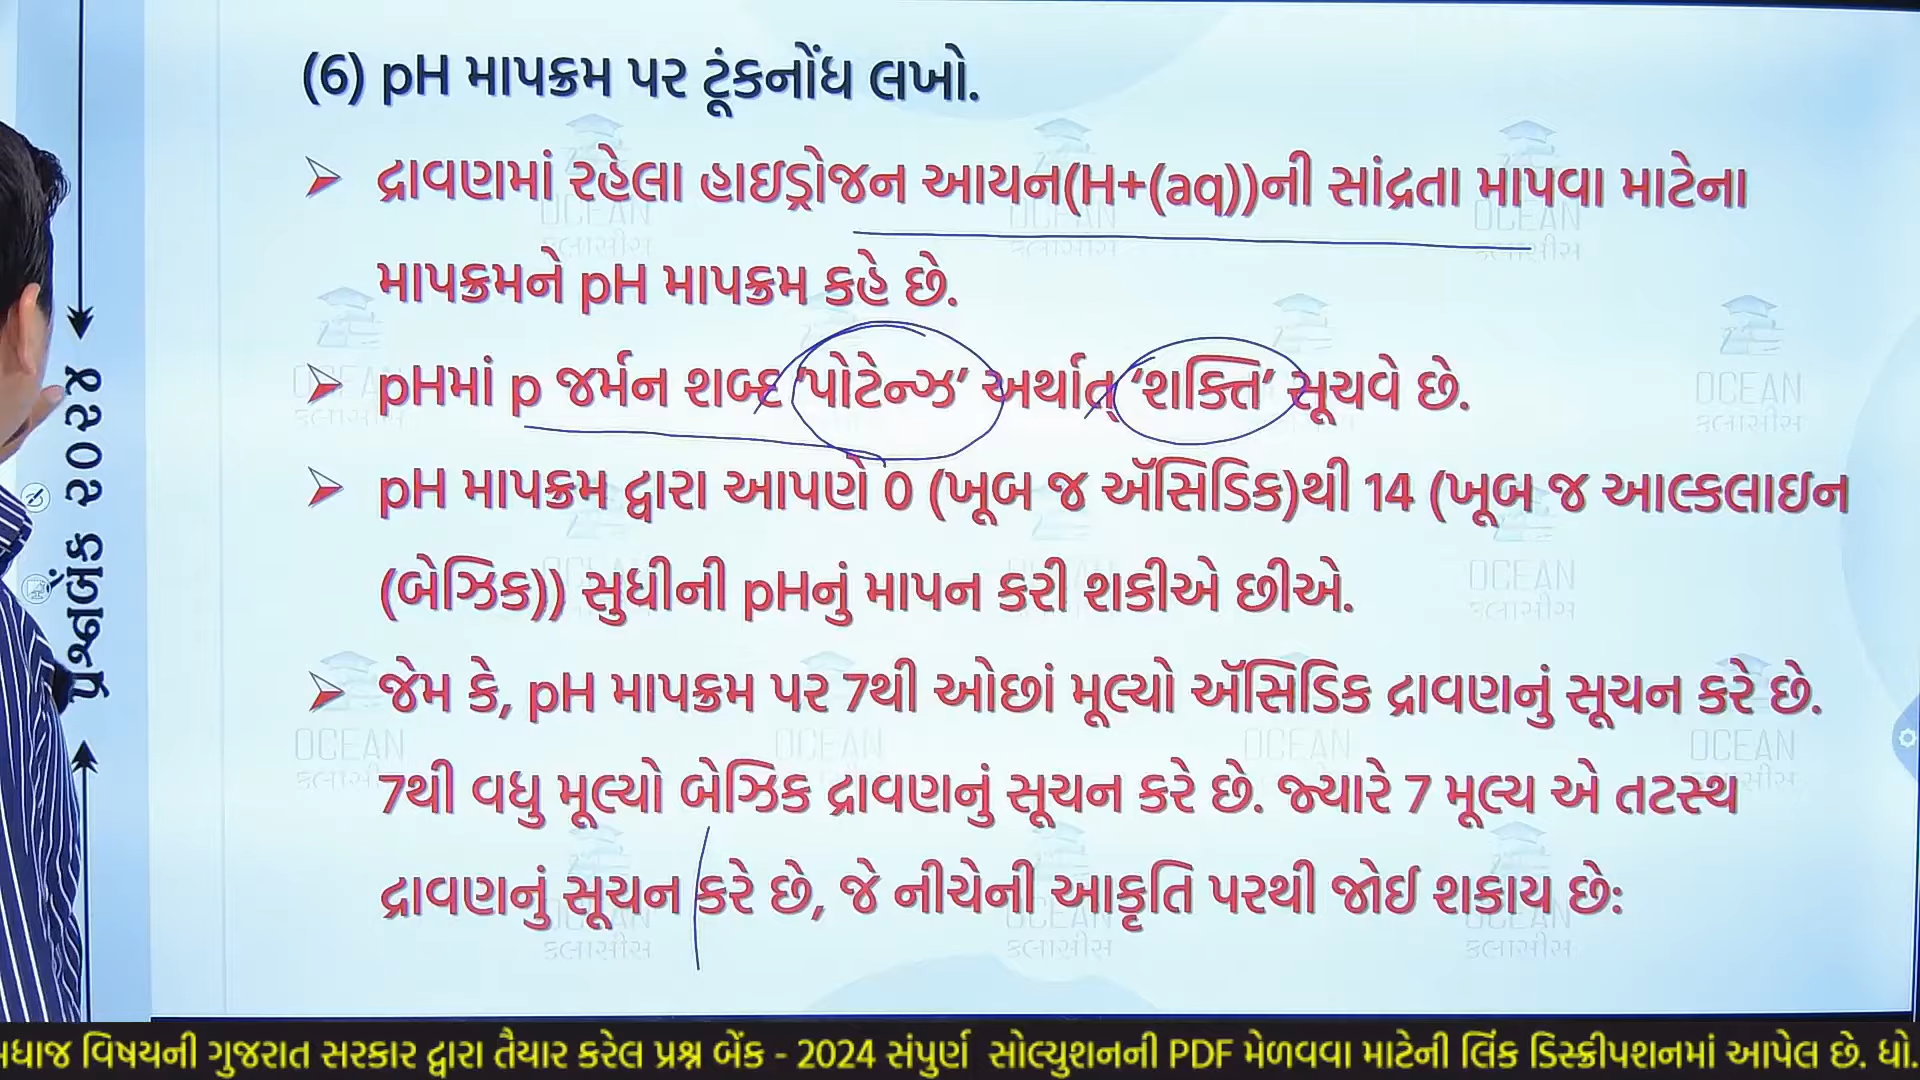 (6) pH માપક્રમ પર ટૂંકનોંધ લખો.
દ્રાવણમાં રહેલા હાઇડ્રોજન આયન(H+(aq))ની સાંદ્રતા માપવા માટેના
માપક્રમને pH માપક્રમ કહે છે.
pHમાં p જર્મન શબ્દ ‘પોટેન્ઝ’ અર્થાત્ ‘શક્તિ’ સૂચવે છે.
pH માપક્રમ દ્વારા આપણે 0 (ખૂબ જ ઍસિડિક)થી 14 (ખૂબ જ આલ્કલાઇન
(બેઝિક)) સુધીની pHનું માપન કરી શકીએ છીએ.
જેમ કે, pH માપક્રમ પર 7થી ઓછાં મૂલ્યો ઍસિડિક દ્રાવણનું સૂચન કરે છે.
7થી વધુ મૂલ્યો બેઝિક દ્રાવણનું સૂચન કરે છે. જ્યારે 7 મૂલ્ય એ તટસ્થ
દ્રાવણનું સૂચન કરે છે, જે નીચેની આકૃતિ પરથી જોઈ શકાય છેઃ
પ્રશ્નબેંક ૨૦૨૪
OCEAN
ક્લાસીસ
વિષયની ગુજરાત સરકાર દ્વારા તૈયાર કરેલ પ્રશ્ન બેંક - 2024 સંપુર્ણ સોલ્યુશનની PDF મેળવવા માટેની લિંક ડિસ્ક્રીપશનમાં આપેલ છે. ધો.